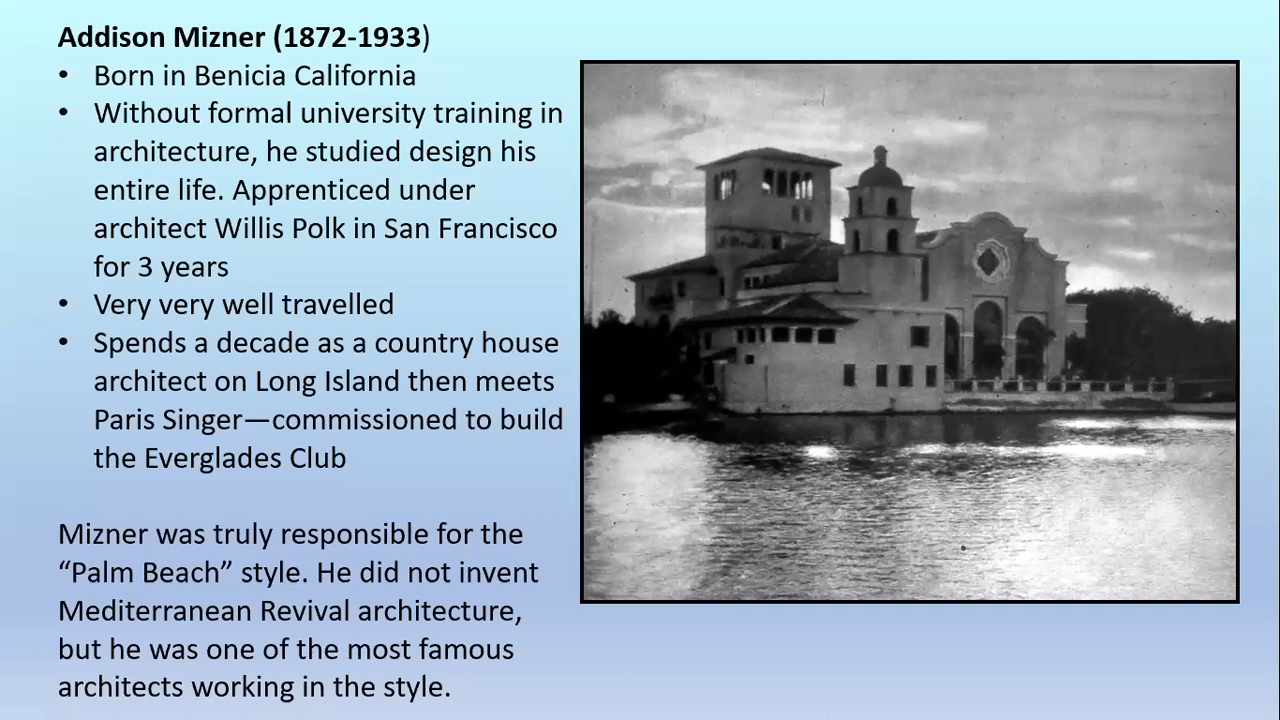 Addison Mizner (1872-1933)
• Born in Benicia California
• Without formal university training in
architecture, he studied design his
entire life. Apprenticed under
architect Willis Polk in San Francisco
for 3 years
• Very very well travelled
• Spends a decade as a country house
architect on Long Island then meets
Paris Singer—commissioned to build
the Everglades Club
Mizner was truly responsible for the
“Palm Beach” style. He did not invent
Mediterranean Revival architecture,
but he was one of the most famous
architects working in the style.